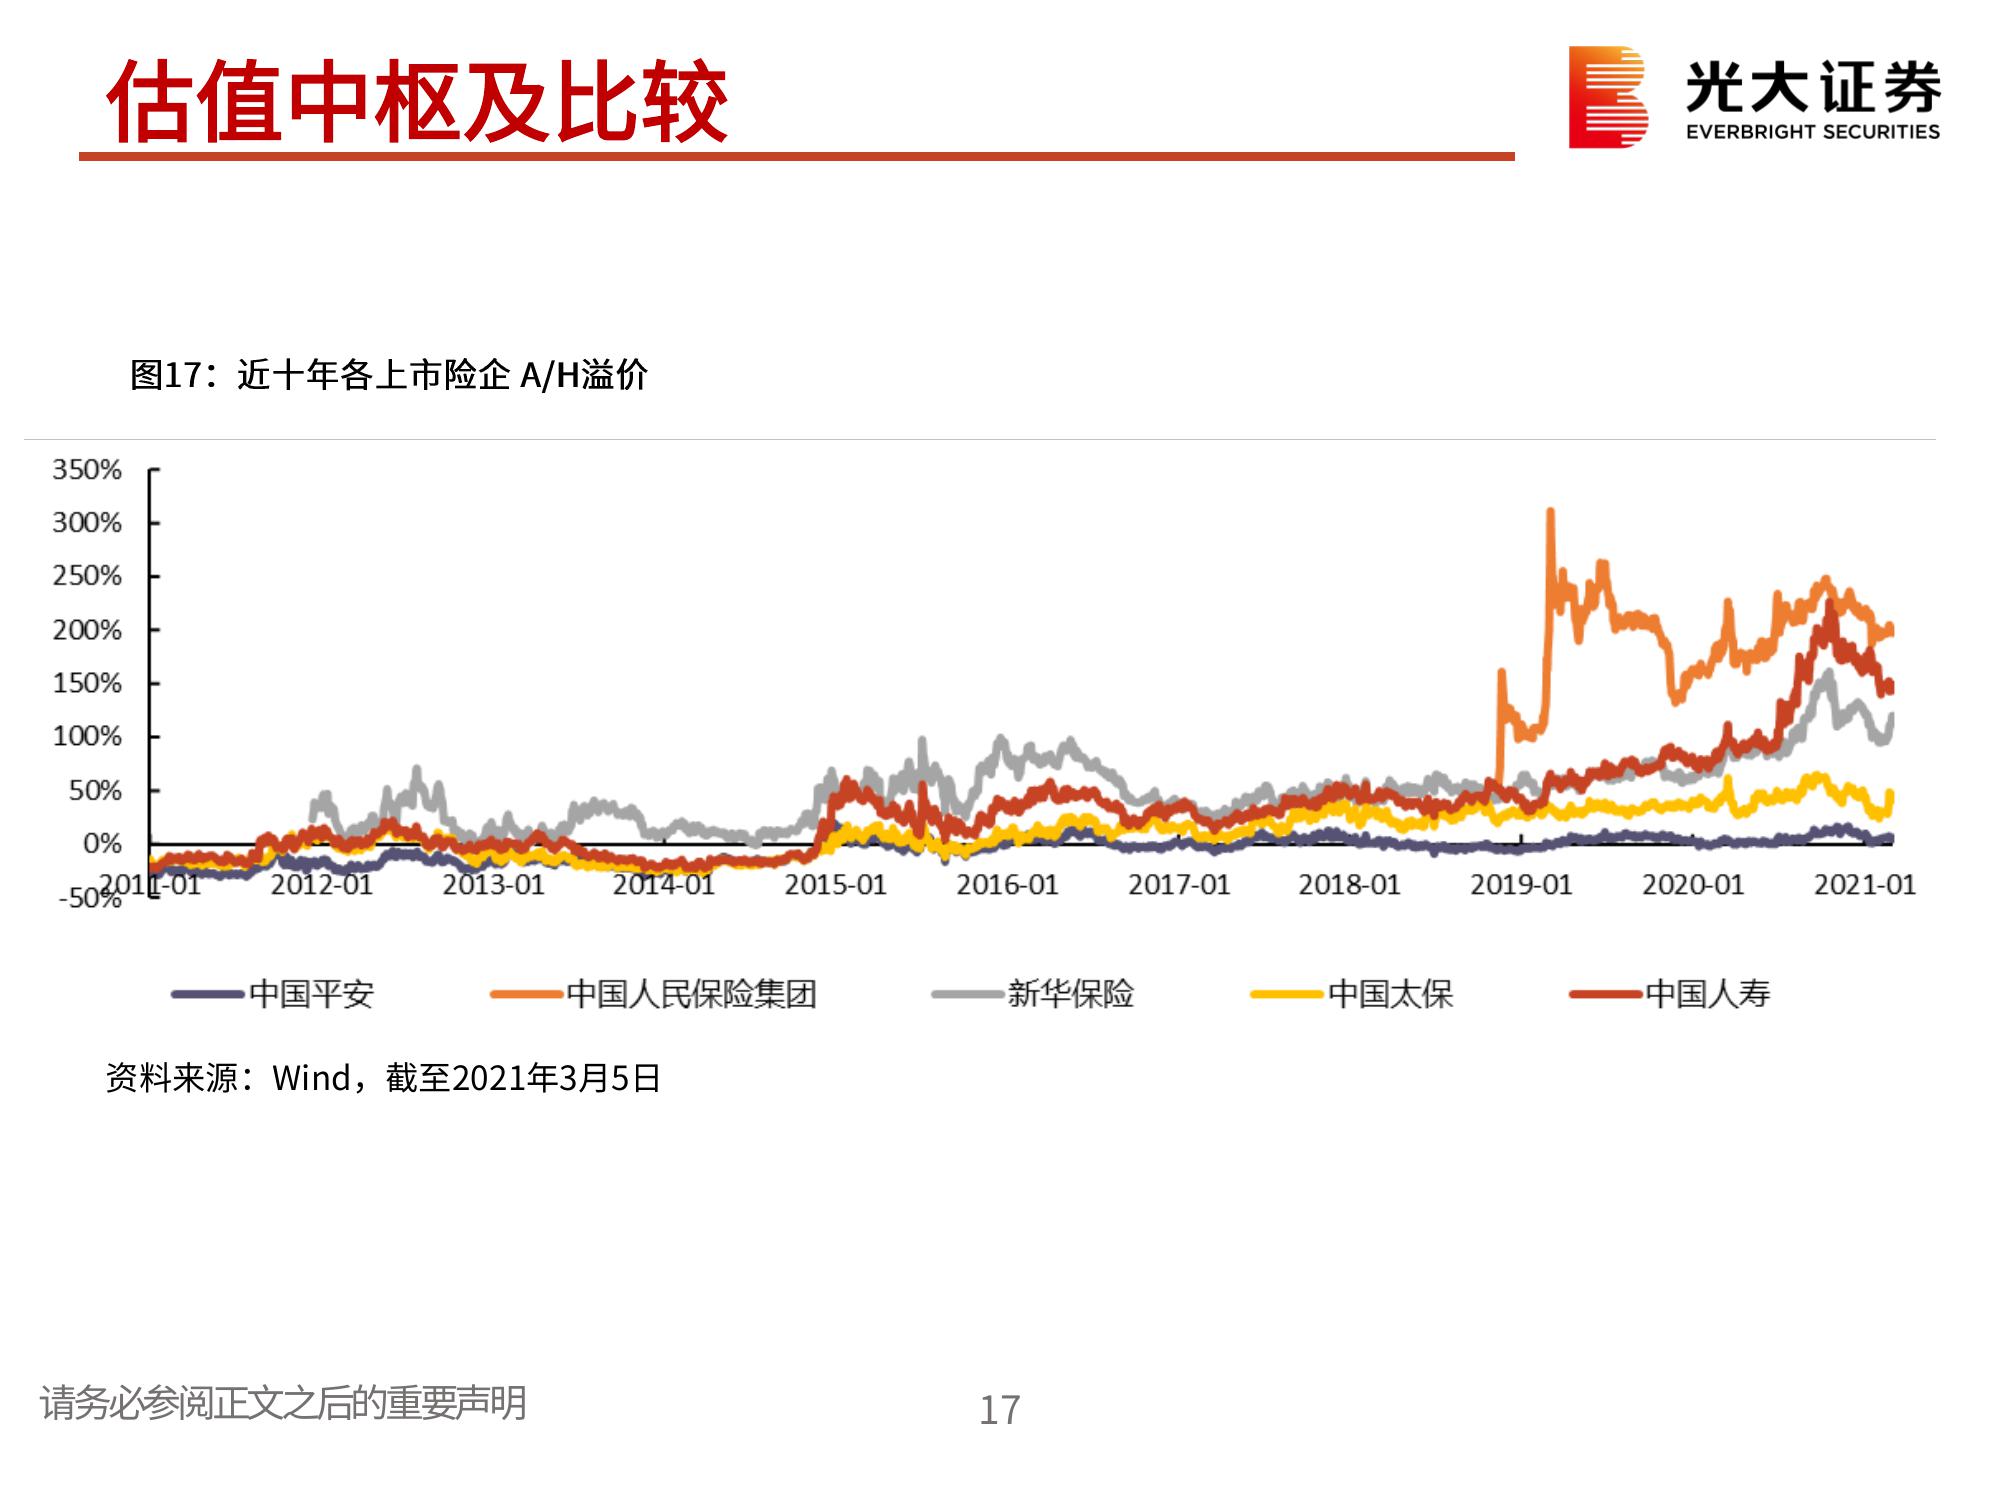 估值中枢及比较
光大证券
EVERBRIGHT SECURITIES
图17：近十年各上市险企 A/H溢价
350%
300%
250%
200%
150%
100%
50%
0%
-50%
2011-01 2012-01 2013-01 2014-01 2015-01 2016-01 2017-01 2018-01 2019-01 2020-01 2021-01
中国平安 中国人民保险集团 新华保险 中国太保 中国人寿
资料来源：Wind，截至2021年3月5日
请务必参阅正文之后的重要声明
17